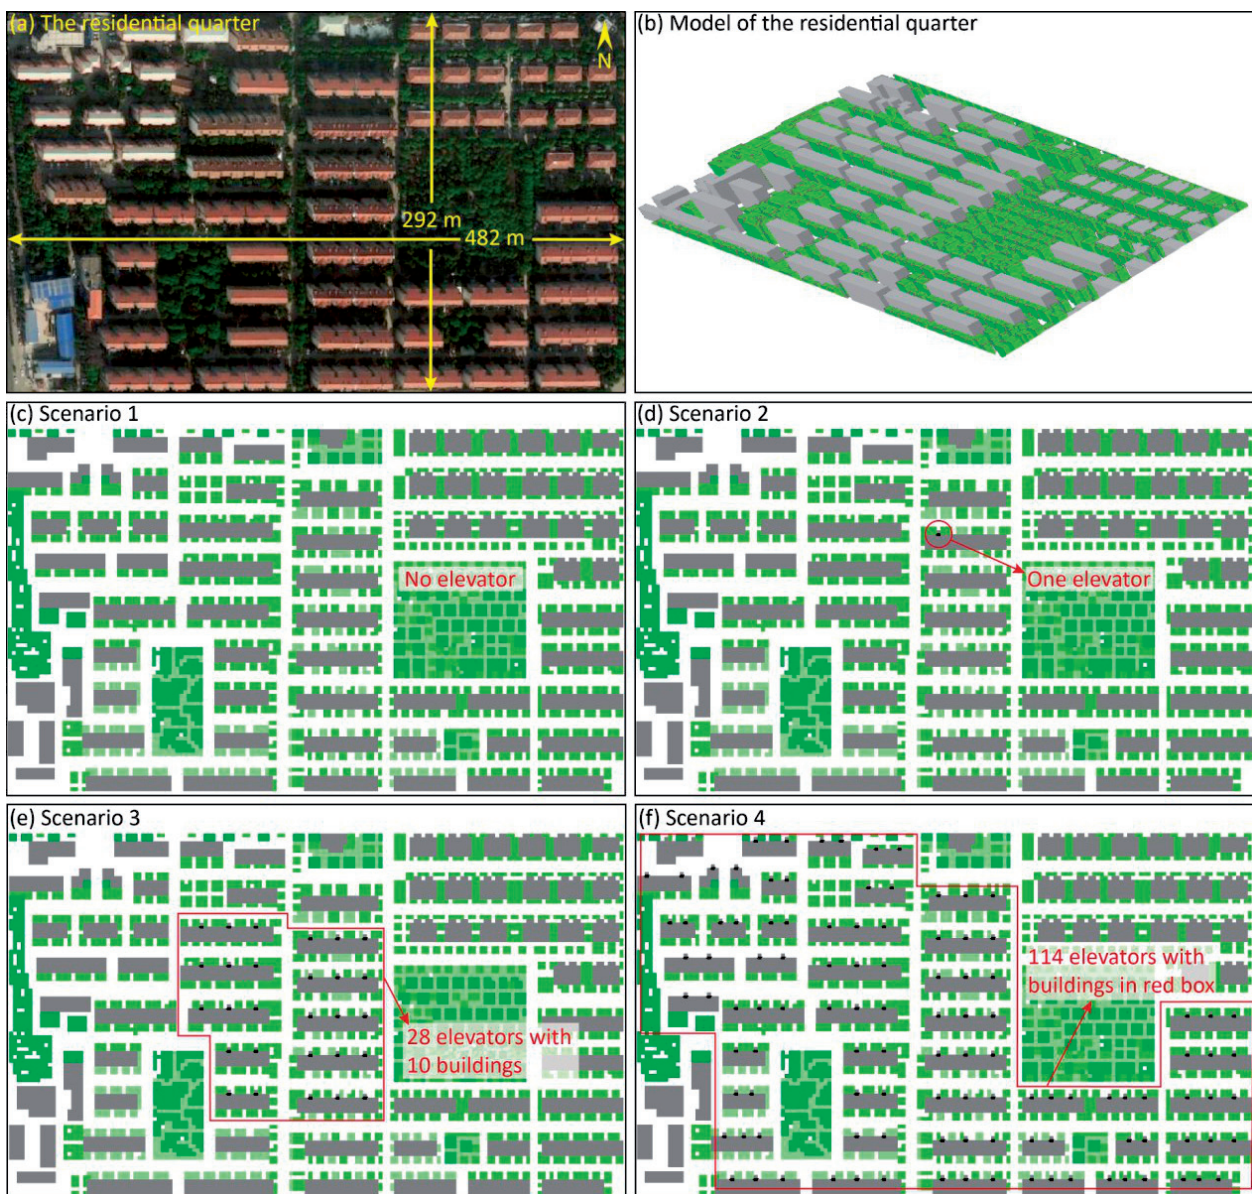 (a) The residential quarter
N
292 m
482 m
(b) Model of the residential quarter
(c) Scenario 1
No elevator
(d) Scenario 2
One elevator
(e) Scenario 3
28 elevators with
10 buildings
(f) Scenario 4
114 elevators with
buildings in red box